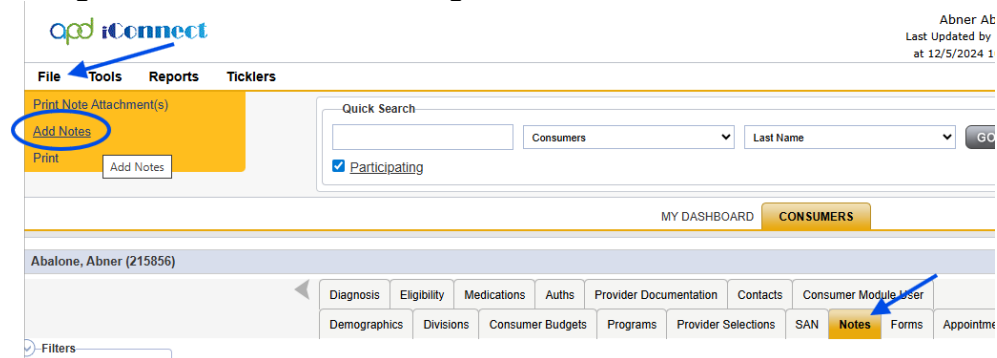 apd iConnect
Abner Ab
Last Updated by
at 12/5/2024 1
File Tools Reports Ticklers
Print Note Attachment(s)
Add Notes
Print
Add Notes
Quick Search
Consumers Last Name GO
Participating
MY DASHBOARD CONSUMERS
Abalone, Abner (215856)
Diagnosis Eligibility Medications Auths Provider Documentation Contacts Consumer Module User
Demographics Divisions Consumer Budgets Programs Provider Selections SAN Notes Forms Appointme
Filters